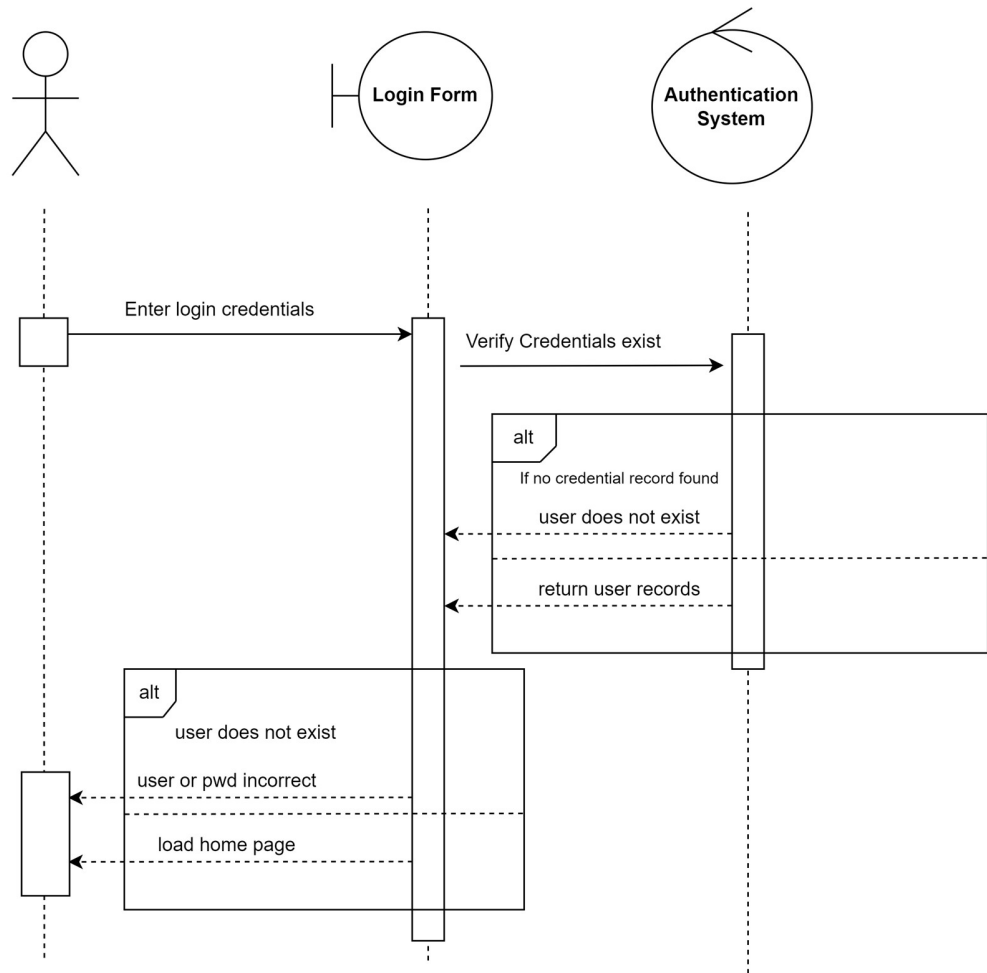 Login Form
Authentication
System
Enter login credentials
Verify Credentials exist
alt
If no credential record found
user does not exist
return user records
alt
user does not exist
user or pwd incorrect
load home page